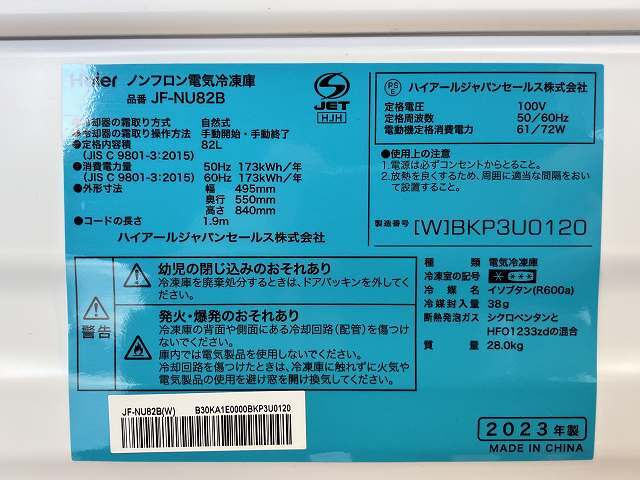 Haier ノンフロン電気冷凍庫
品番 JF-NU82B
S JET
HJH
●冷却器の霜取り方式 自然式
●冷却器の霜取り操作方法 手動開始・手動終了
●定格内容積 82L
(JIS C 9801-3:2015)
●消費電力量 50Hz 173kWh/年
(JIS C 9801-3:2015) 60Hz 173kWh/年
●外形寸法 幅 495mm
奥行 550mm
高さ 840mm
●コードの長さ 1.9m
ハイアールジャパンセールス株式会社
PS
E
ハイアールジャパンセールス株式会社
定格電圧 100V
定格周波数 50/60Hz
電動機定格消費電力 61/72W
●使用上の注意
1.電源は必ずコンセントからとること。
2.放熱を良くするため、周囲に適当な間隔をおい
て設置すること。
製造番号 [W]BKP3U0120
警告
幼児の閉じ込みのおそれあり
冷凍庫を廃棄処分するときは、ドアパッキンを外してく
ださい。
発火・爆発のおそれあり
冷凍庫の背面や側面にある冷却回路(配管)を傷つけ
ないでください。
庫内では電気製品を使用しないでください。
冷却回路を傷つけたときは、冷凍庫に触れずに火気や
電気製品の使用を避け窓を開け換気してください。
種類 電気冷凍庫
冷凍室の記号 * ***
冷媒 イソブタン(R600a)
冷媒封入量 38g
断熱発泡ガス シクロペンタンと
HFO1233zdの混合
質量 28.0kg
JF-NU82B(W) B30KA1E0000BKP3U0120
2023年製
MADE IN CHINA